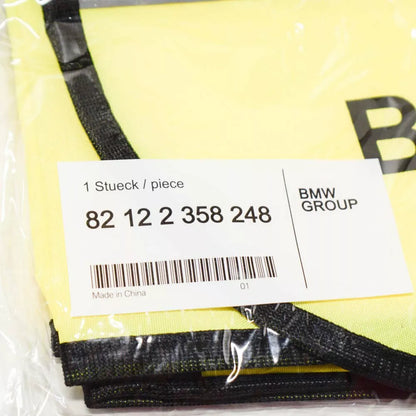 B
1 Stueck / piece
82 12 2 358 248
BMW
GROUP
Made in China
01